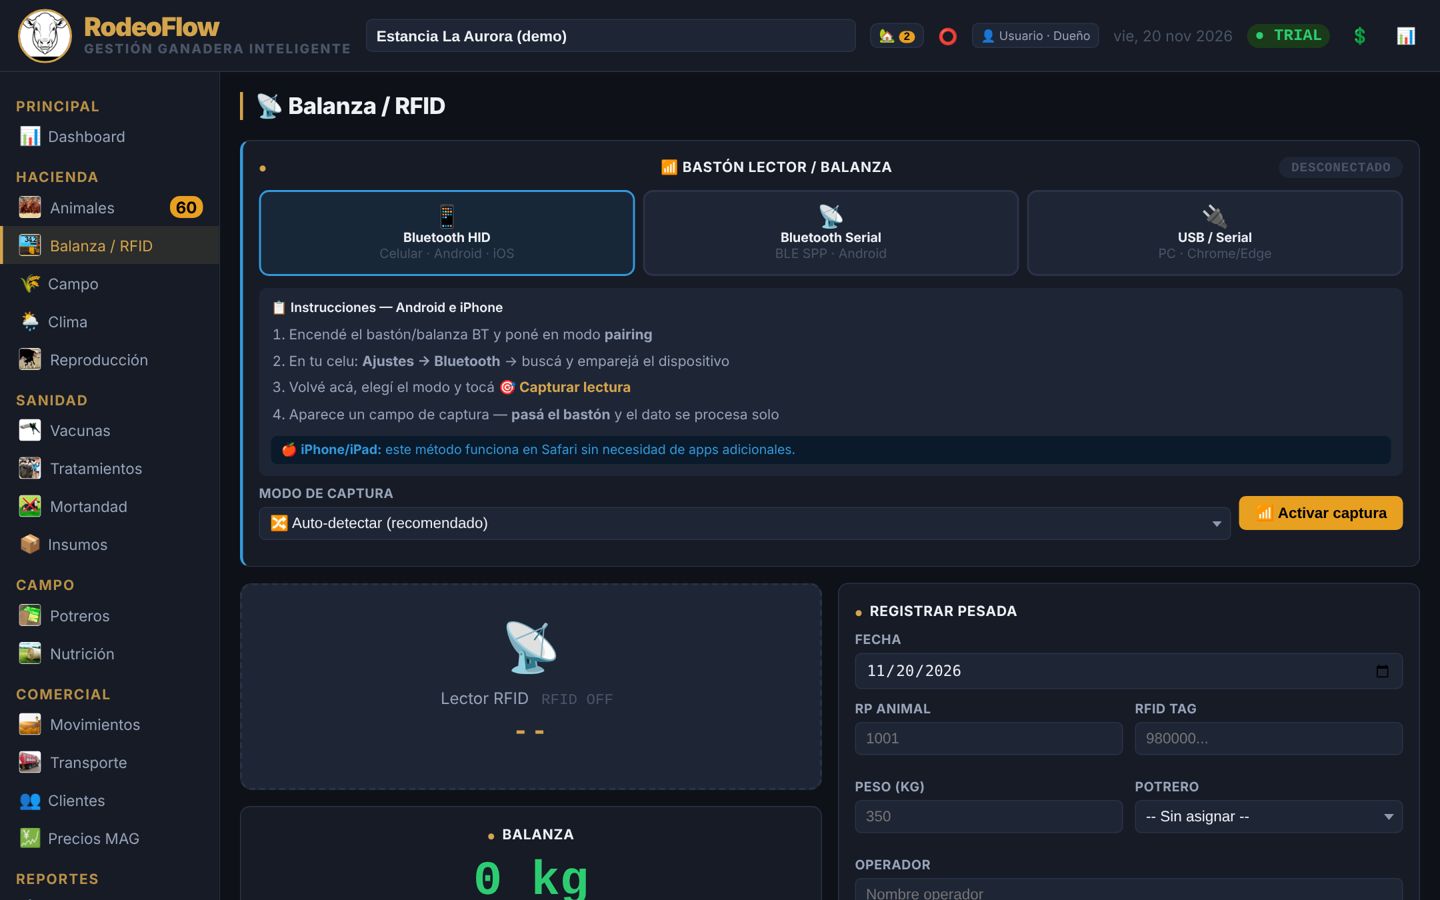 RodeoFlow
GESTIÓN GANADERA INTELIGENTE
Estancia La Aurora (demo)
2
Usuario · Dueño
vie, 20 nov 2026
TRIAL
PRINCIPAL
Dashboard
HACIENDA
Animales
60
Balanza / RFID
Campo
Clima
Reproducción
SANIDAD
Vacunas
Tratamientos
Mortandad
Insumos
CAMPO
Potreros
Nutrición
COMERCIAL
Movimientos
Transporte
Clientes
Precios MAG
REPORTES
Balanza / RFID
BASTÓN LECTOR / BALANZA
DESCONECTADO
Bluetooth HID
Celular · Android · iOS
Bluetooth Serial
BLE SPP · Android
USB / Serial
PC · Chrome/Edge
Instrucciones — Android e iPhone
1. Encendé el bastón/balanza BT y poné en modo pairing
2. En tu celu: Ajustes → Bluetooth → buscá y emparejá el dispositivo
3. Volvé acá, elegí el modo y tocá 🎯 Capturar lectura
4. Aparece un campo de captura — pasá el bastón y el dato se procesa solo
iPhone/iPad: este método funciona en Safari sin necesidad de apps adicionales.
MODO DE CAPTURA
Auto-detectar (recomendado)
Activar captura
Lector RFID RFID OFF
--
BALANZA
0 kg
REGISTRAR PESADA
FECHA
11/20/2026
RP ANIMAL
1001
RFID TAG
980000...
PESO (KG)
350
POTRERO
-- Sin asignar --
OPERADOR
Nombre operador